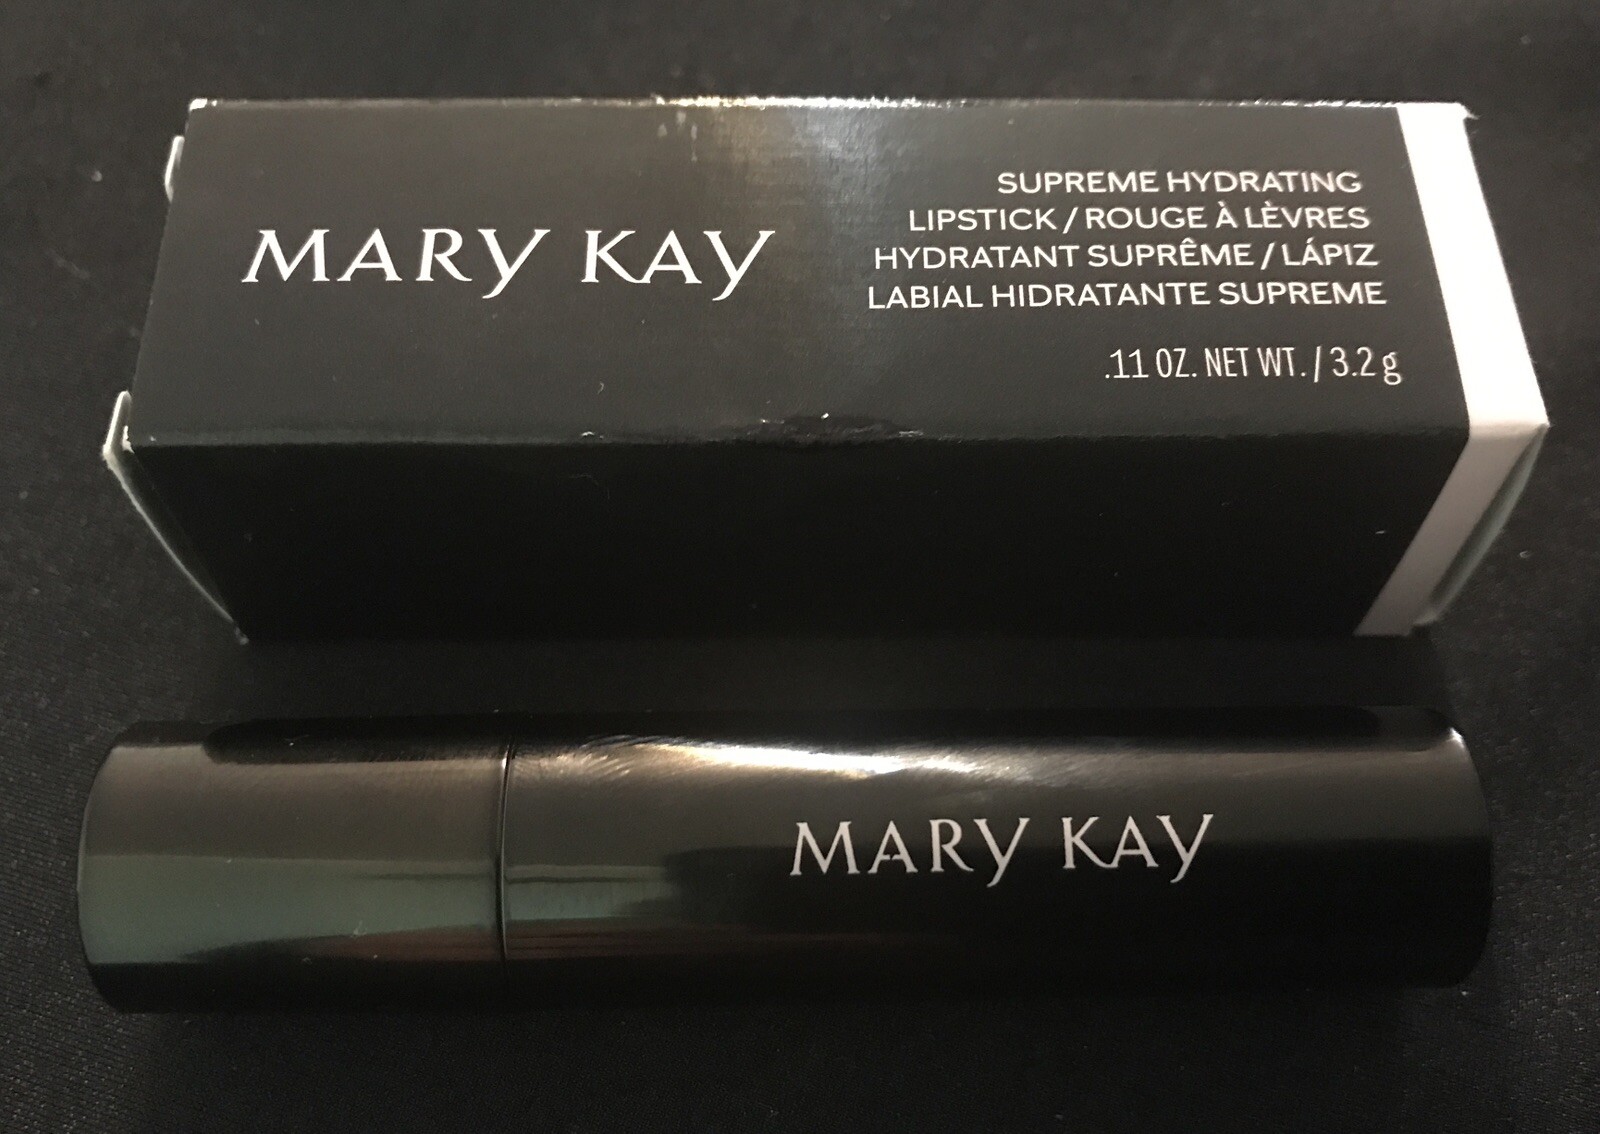 MARY KAY
SUPREME HYDRATING
LIPSTICK / ROUGE À LÈVRES
HYDRATANT SUPRÊME / LÁPIZ
LABIAL HIDRATANTE SUPREME
.11 OZ. NET WT. / 3.2 g
MARY KAY